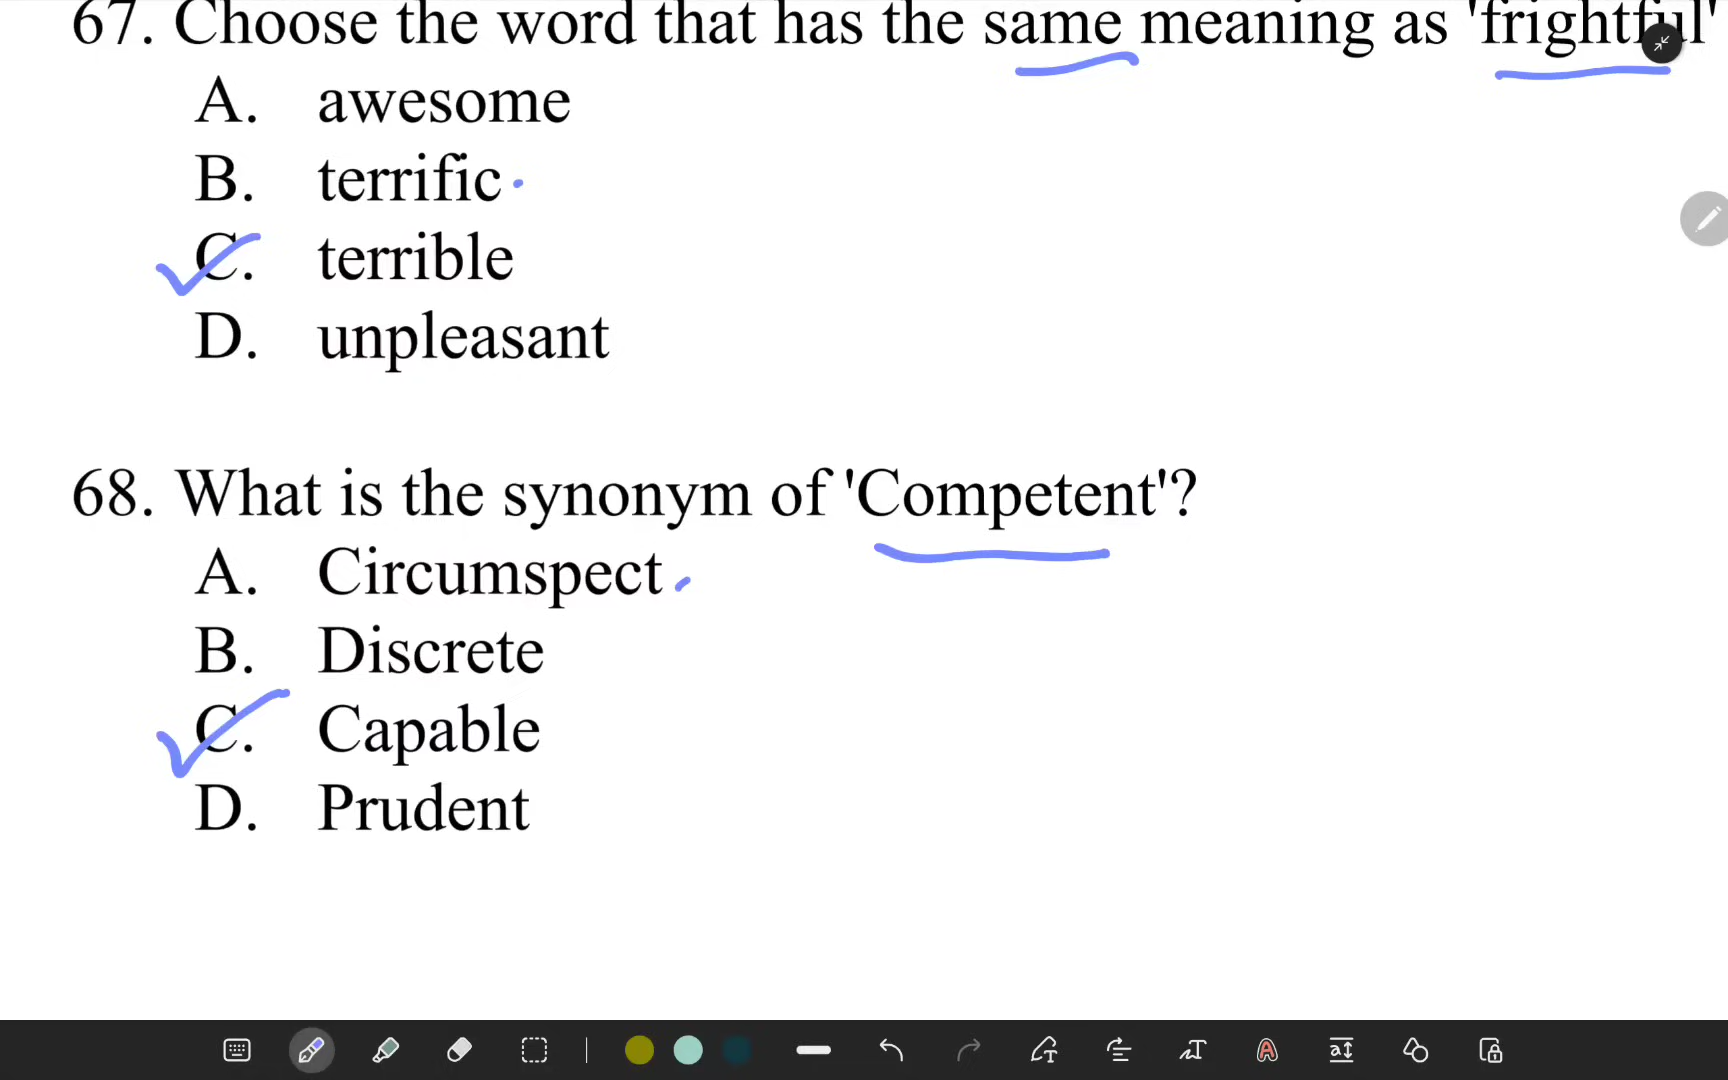 67. Choose the word that has the same meaning as 'frightful'
A. awesome
B. terrific
C. terrible
D. unpleasant
68. What is the synonym of 'Competent'?
A. Circumspect
B. Discrete
C. Capable
D. Prudent